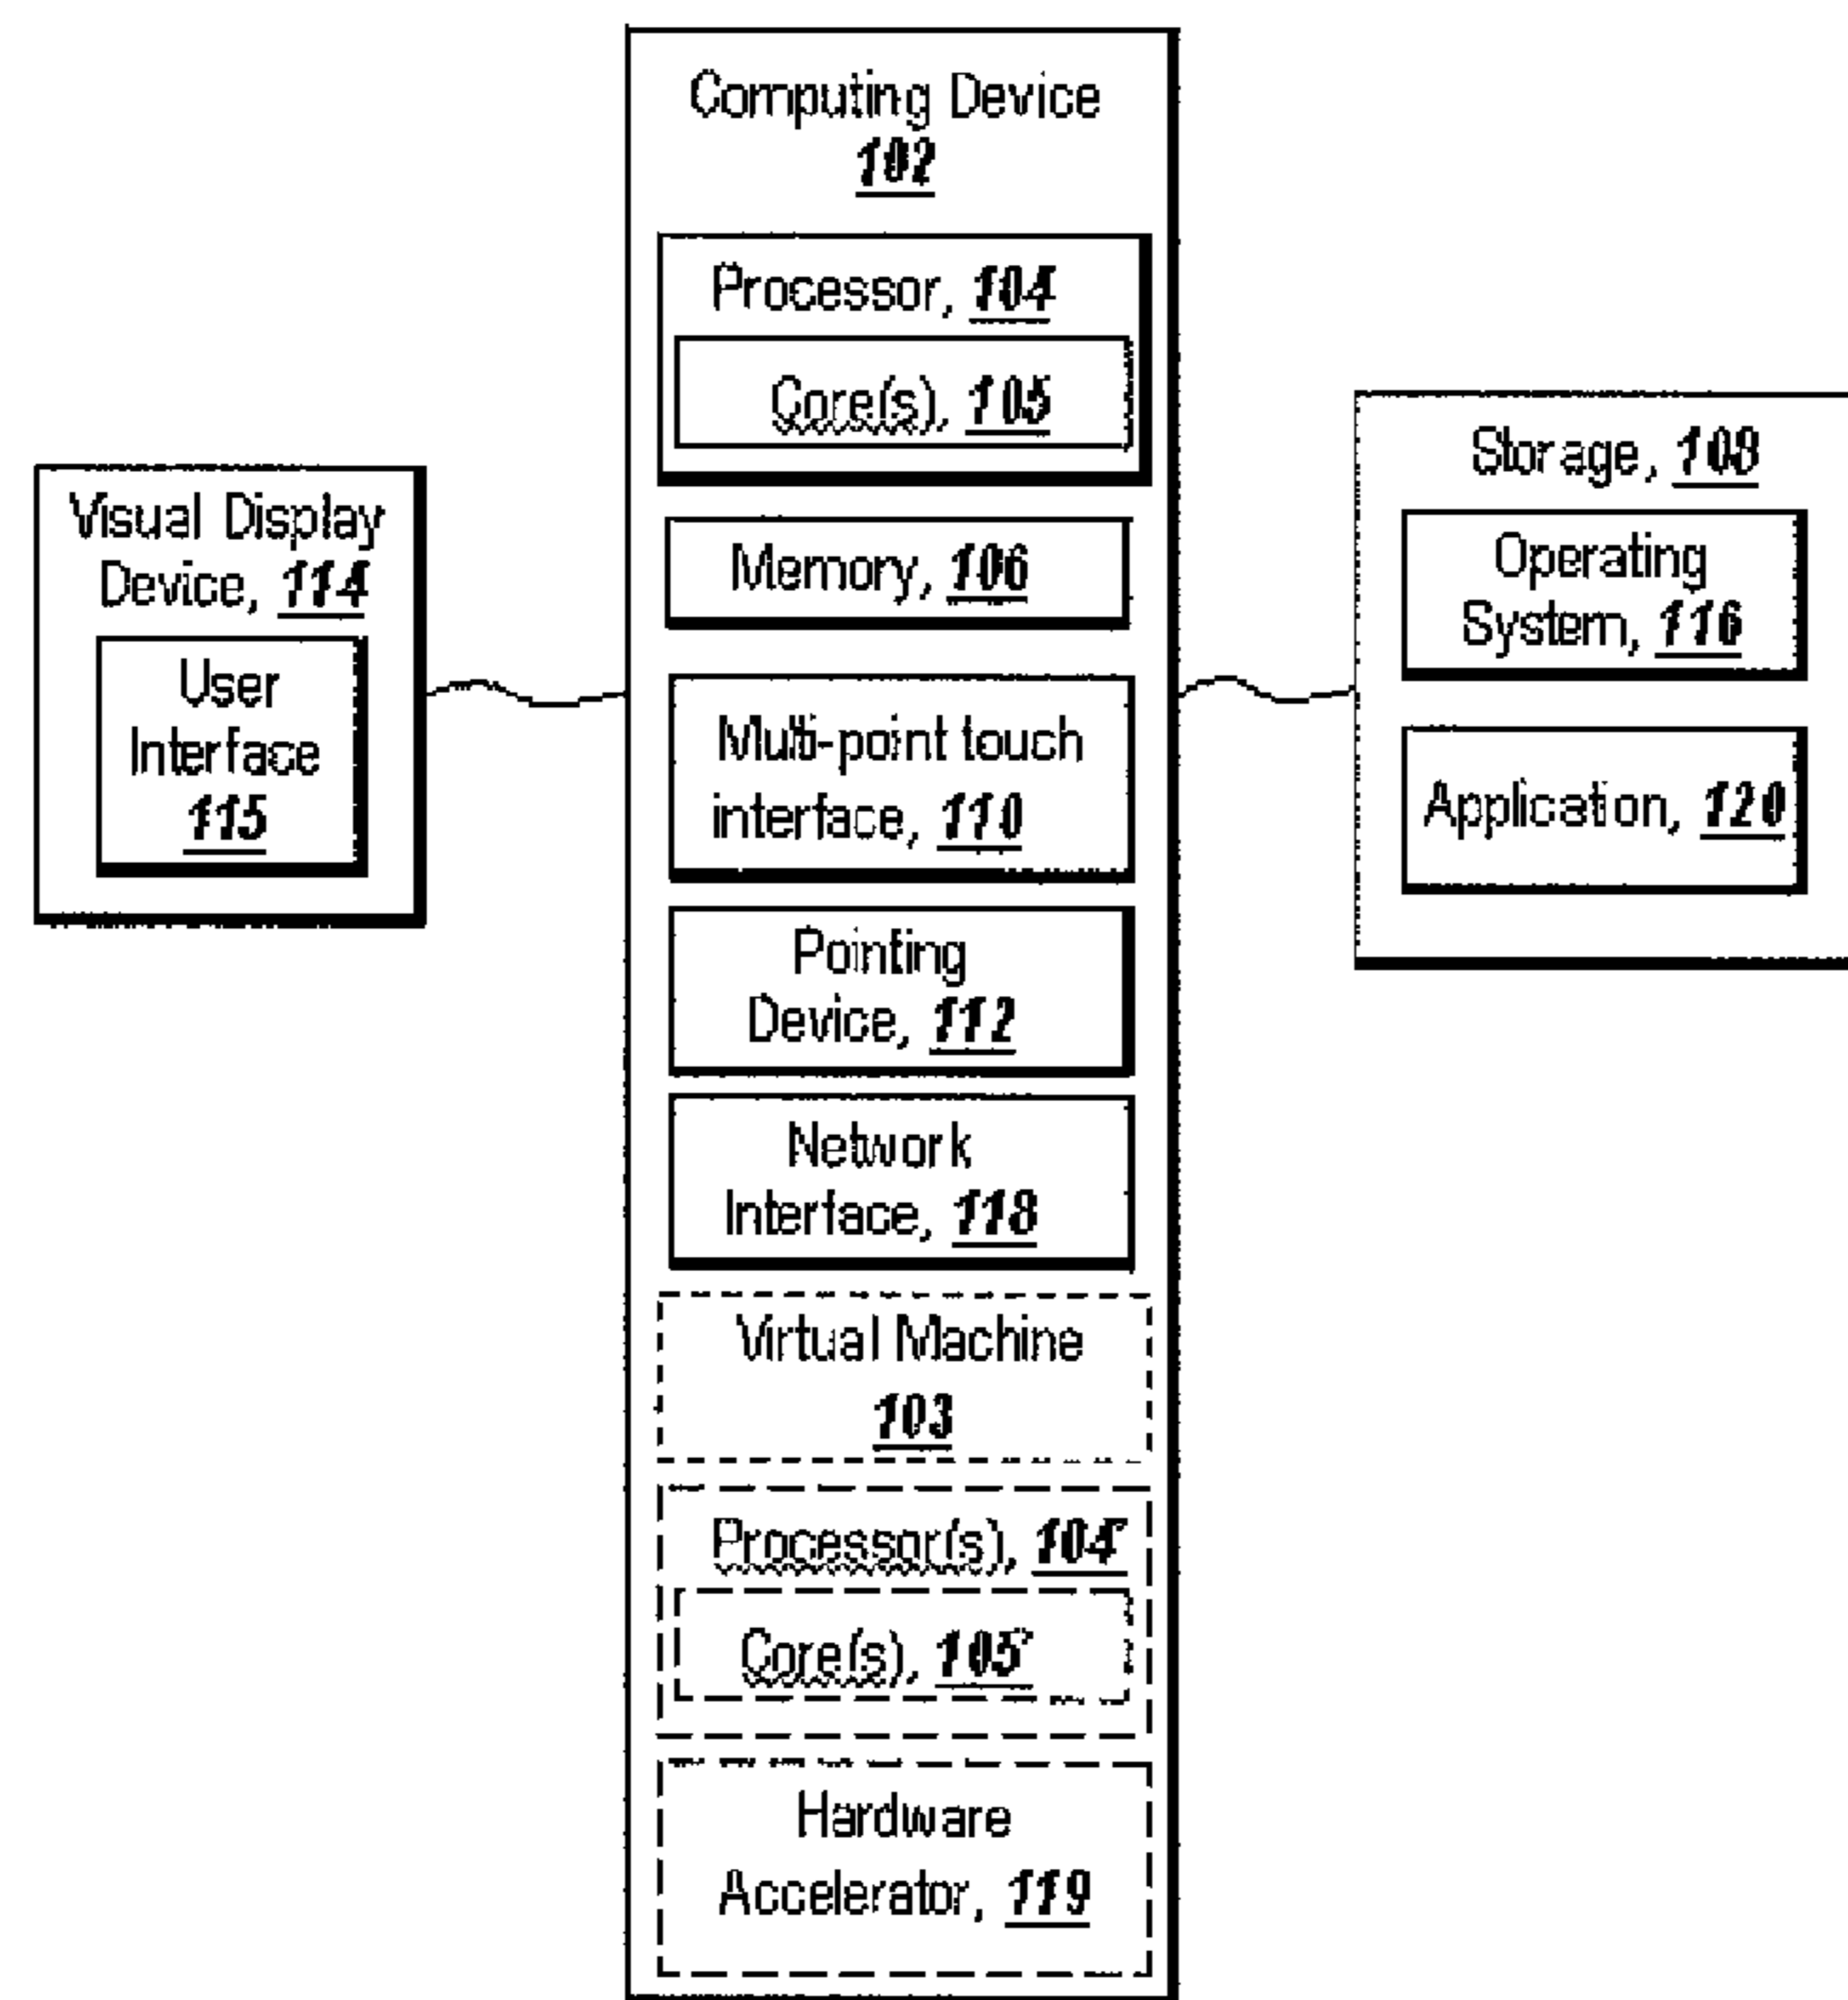 Computing Device
102
Processor, 104
Core(s), 105
Memory, 106
Multi-point touch
interface, 110
Pointing
Device, 112
Network
Interface, 118
Virtual Machine
103
Processor(s), 104'
Core(s), 105'
Hardware
Accelerator, 119
Visual Display
Device, 114
User
Interface
115
Storage, 108
Operating
System, 116
Application, 120